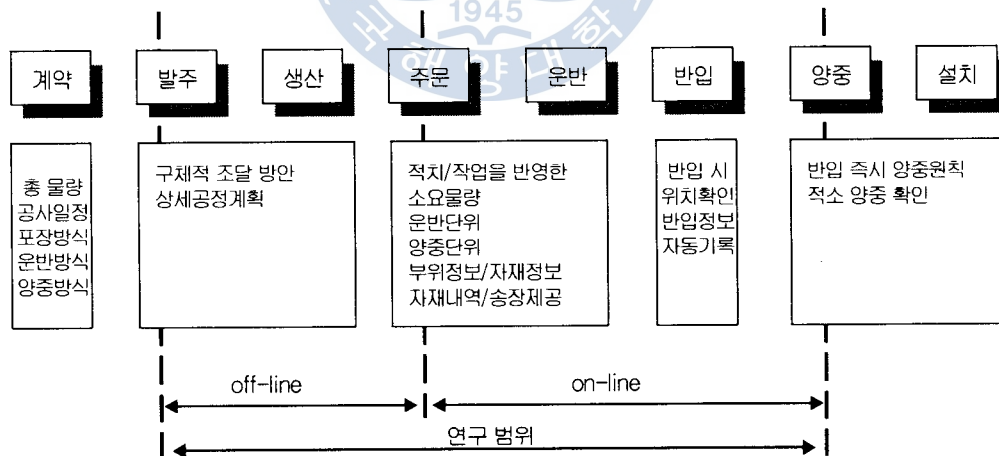 1945
국해양대학
계약
발주
생산
주문
운반
반입
양중
설치
총 물량
공사일정
포장방식
운반방식
양중방식
구체적 조달 방안
상세공정계획
적치/작업을 반영한
소요물량
운반단위
양중단위
부위정보/자재정보
자재내역/송장제공
반입 시
위치확인
반입정보
자동기록
반입 즉시 양중원칙
적소 양중 확인
off-line
on-line
연구 범위